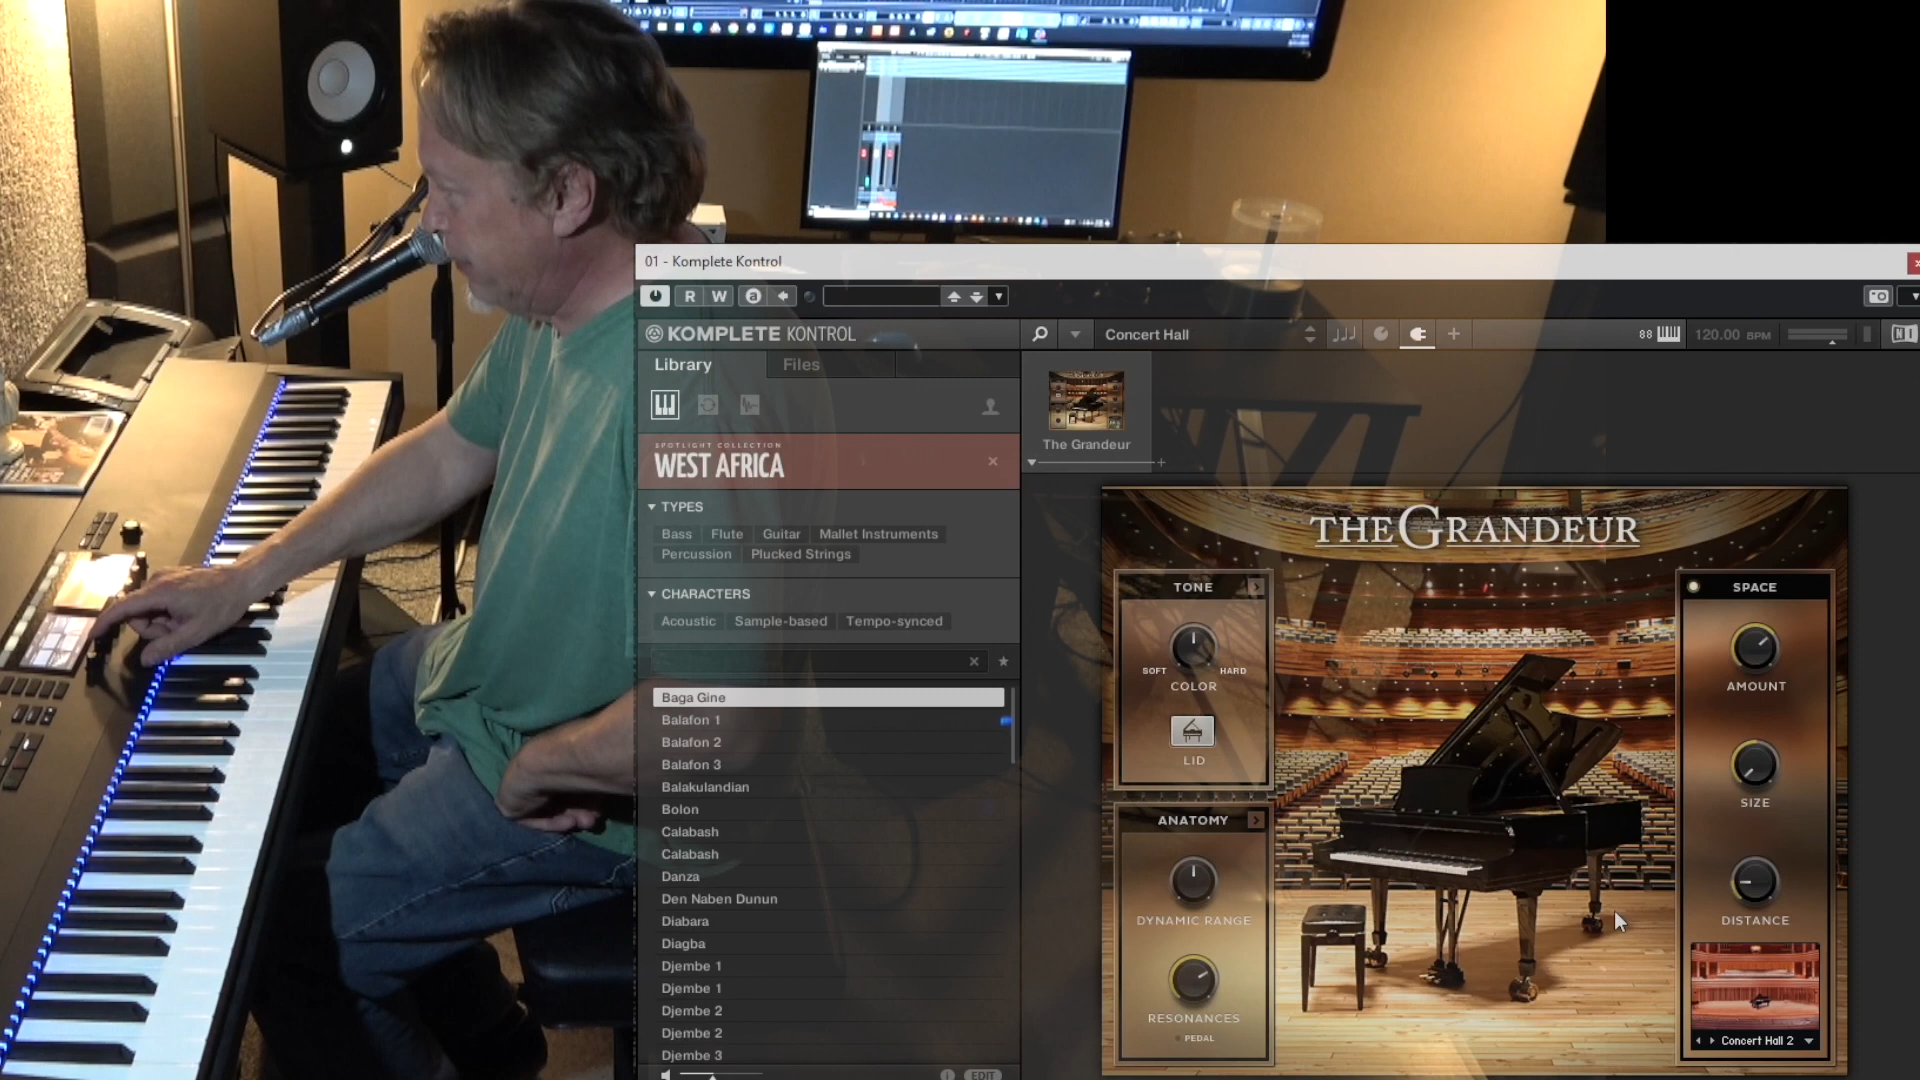 01 - Komplete Kontrol
R W a
KOMPLETE KONTROL
Concert Hall
88
120.00 BPM
Library
Files
SPOTLIGHT COLLECTION
WEST AFRICA
The Grandeur
TYPES
Bass Flute Guitar Mallet Instruments
Percussion Plucked Strings
CHARACTERS
Acoustic Sample-based Tempo-synced
Baga Gine
Balafon 1
Balafon 2
Balafon 3
Balakulandian
Bolon
Calabash
Calabash
Danza
Den Naben Dunun
Diabara
Diagba
Djembe 1
Djembe 1
Djembe 2
Djembe 2
Djembe 3
EDIT
THE GRANDEUR
TONE
SOFT HARD
COLOR
LID
ANATOMY
DYNAMIC RANGE
RESONANCES
PEDAL
SPACE
AMOUNT
SIZE
DISTANCE
Concert Hall 2